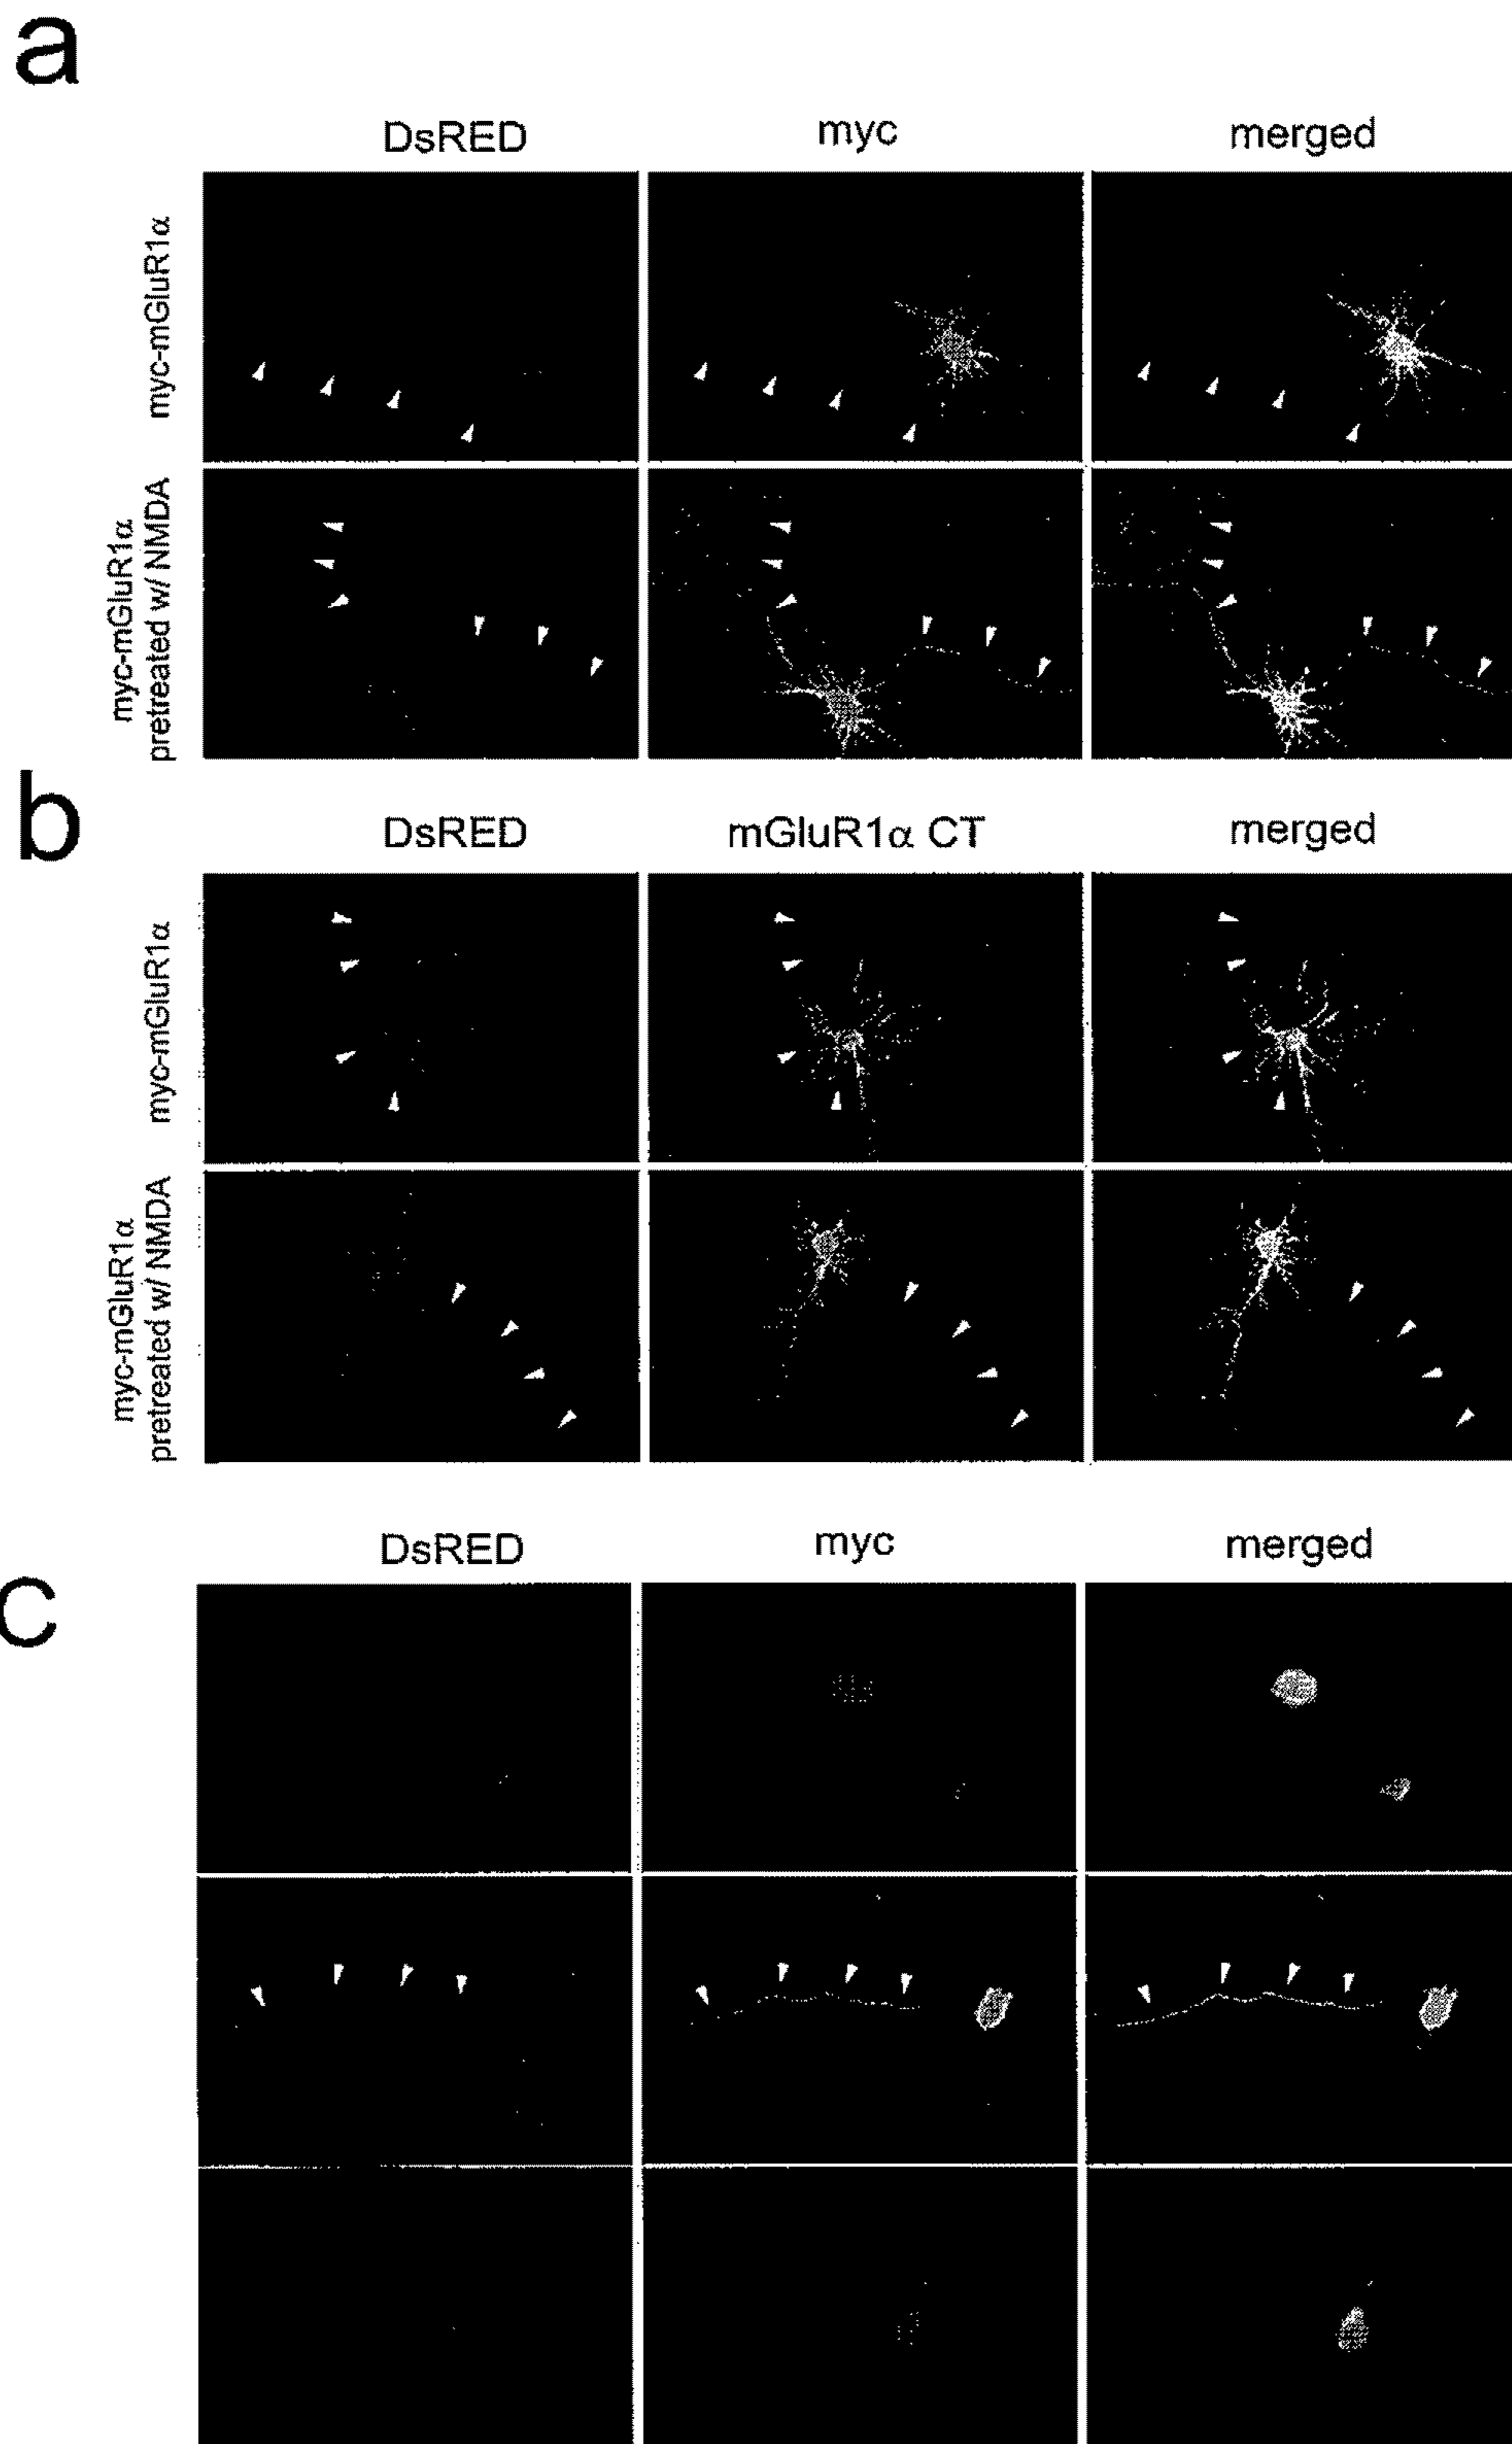 a
DsRED myc merged
myc-mGluR1α
myc-mGluR1α
pretreated w/ NMDA
b
DsRED mGluR1α CT merged
myc-mGluR1α
myc-mGluR1α
pretreated w/ NMDA
DsRED myc merged
c